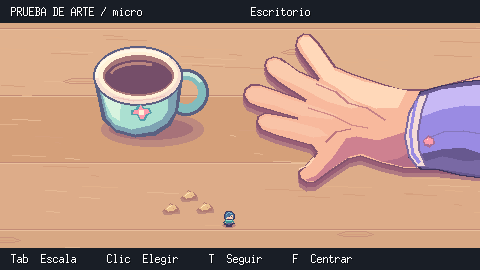 PRUEBA DE ARTE / micro
Escritorio
Tab Escala Clic Elegir T Seguir F Centrar